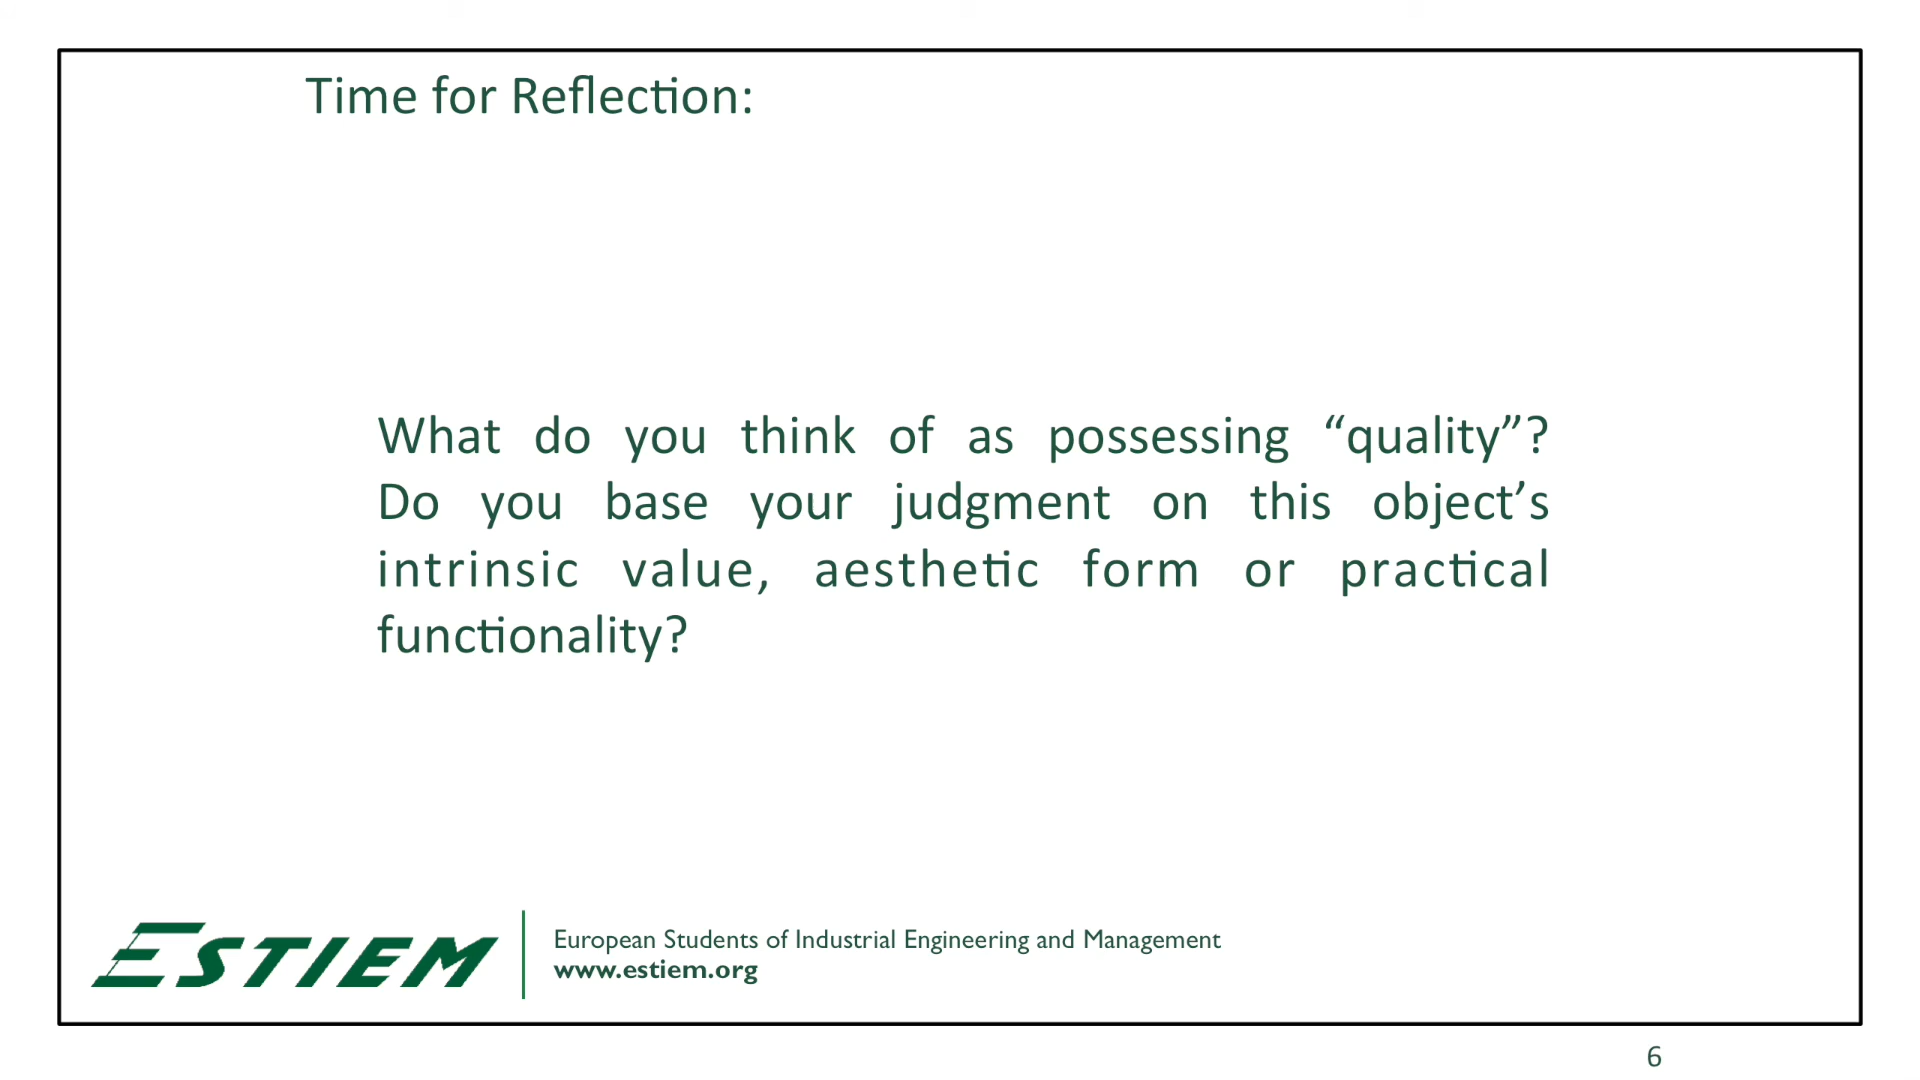 Time for Reflection:
What do you think of as possessing “quality”?
Do you base your judgment on this object’s
intrinsic value, aesthetic form or practical
functionality?
ESTIEM
European Students of Industrial Engineering and Management
www.estiem.org
6